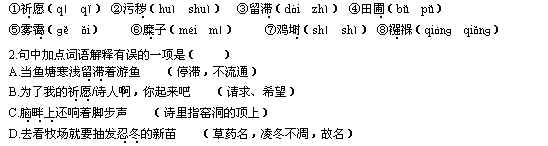 ①祈愿(qí qǐ) ②污秽(huì shuì) ③留滞(dài zhì) ④田圃(bǔ pǔ)
⑤雾霭(gě ǎi) ⑥糜子(méi mí) ⑦鸡埘(shí shì) ⑧襁褓(qiáng qiǎng)
2.句中加点词语解释有误的一项是( )
A.当鱼塘寒浅留滞着游鱼 (停滞,不流通)
B.为了我的祈愿/诗人啊,你起来吧 (请求、希望)
C.脑畔上还响着脚步声 (诗里指窑洞的顶上)
D.去看牧场就要抽发忍冬的新苗 (草药名,凌冬不凋,故名)